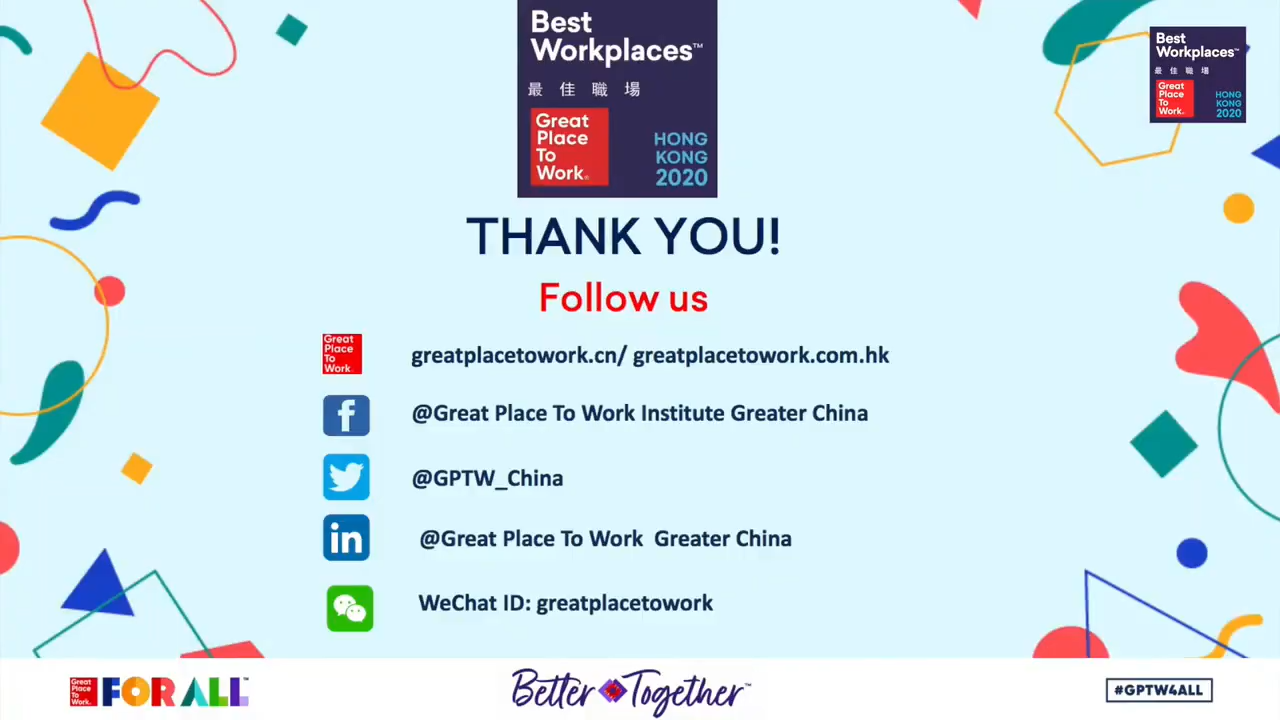 Best
Workplaces™
最佳職場
Great
Place
To
Work.
HONG
KONG
2020
Best
Workplaces™
最佳職場
Great
Place
To
Work.
HONG
KONG
2020
THANK YOU!
Follow us
Great
Place
To
Work.
greatplacetowork.cn/ greatplacetowork.com.hk
f
@Great Place To Work Institute Greater China
@GPTW_China
in
@Great Place To Work Greater China
WeChat ID: greatplacetowork
Great
Place
To
Work.
FOR ALL™
Better Together™
#GPTW4ALL